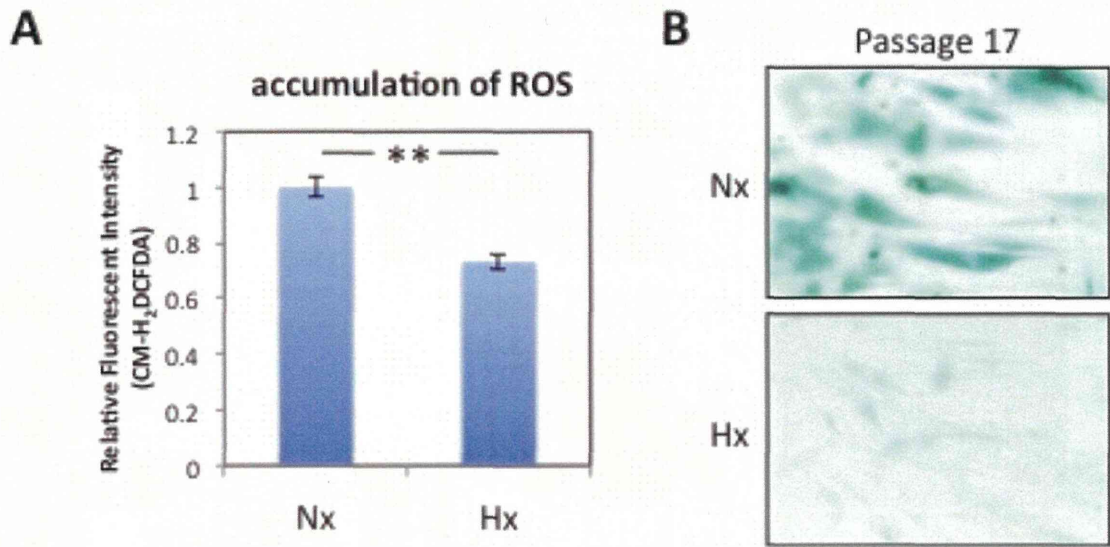 A
accumulation of ROS
Relative Fluorescent Intensity
(CM-H₂DCFDA)
1.2
1
0.8
0.6
0.4
0.2
0
**
Nx
Hx
B
Passage 17
Nx
Hx